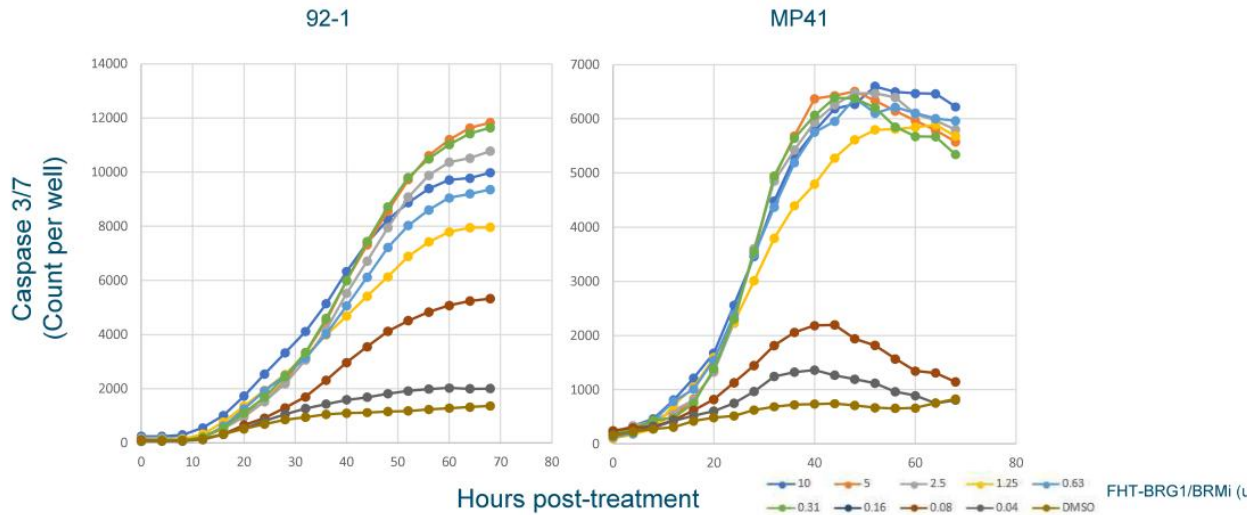 92-1
MP41
Caspase 3/7
(Count per well)
14000
12000
10000
8000
6000
4000
2000
0
0 10 20 30 40 50 60 70 80
7000
6000
5000
4000
3000
2000
1000
0
0 20 40 60 80
Hours post-treatment
10 5 2.5 1.25 0.63
0.31 0.16 0.08 0.04 DMSO
FHT-BRG1/BRMi (u